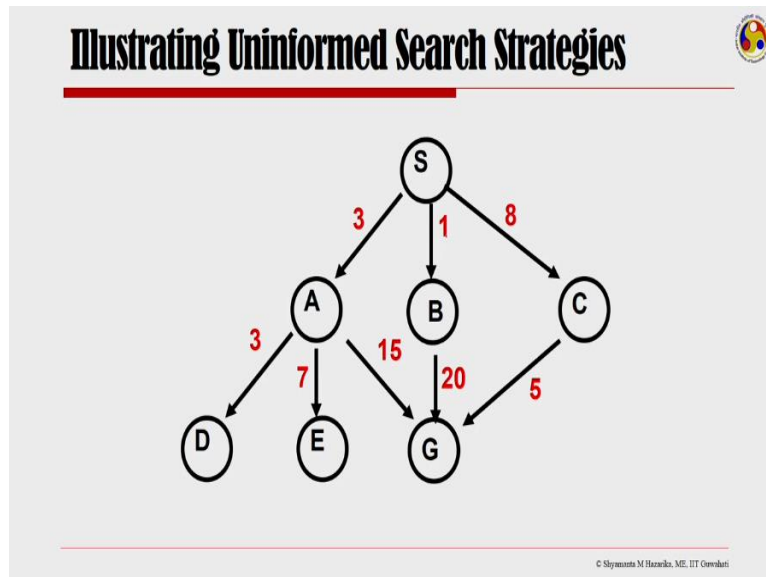 Illustrating Uninformed Search Strategies
S
3
1
8
A
B
C
3
7
15
20
5
D
E
G
© Shyamanta M Hazarika, ME, IIT Guwahati